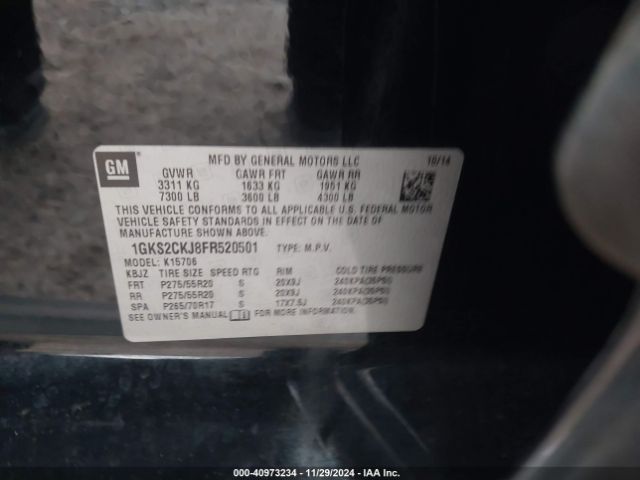 GM
MFD BY GENERAL MOTORS LLC 10/14
GVWR GAWR FRT GAWR RR
3311 KG 1633 KG 1951 KG
7300 LB 3600 LB 4300 LB
THIS VEHICLE CONFORMS TO ALL APPLICABLE U.S. FEDERAL MOTOR
VEHICLE SAFETY STANDARDS IN EFFECT ON THE DATE OF
MANUFACTURE SHOWN ABOVE.
1GKS2CKJ8FR520501 TYPE: M.P.V.
MODEL: K15706
KBJZ TIRE SIZE SPEED RTG RIM COLD TIRE PRESSURE
FRT P275/55R20 S 20X9J 240KPA(35PSI)
RR P275/55R20 S 20X9J 240KPA(35PSI)
SPA P265/70R17 S 17X7.5J 240KPA(35PSI)
SEE OWNER'S MANUAL FOR MORE INFORMATION.
000-40973234 - 11/29/2024 - IAA Inc.